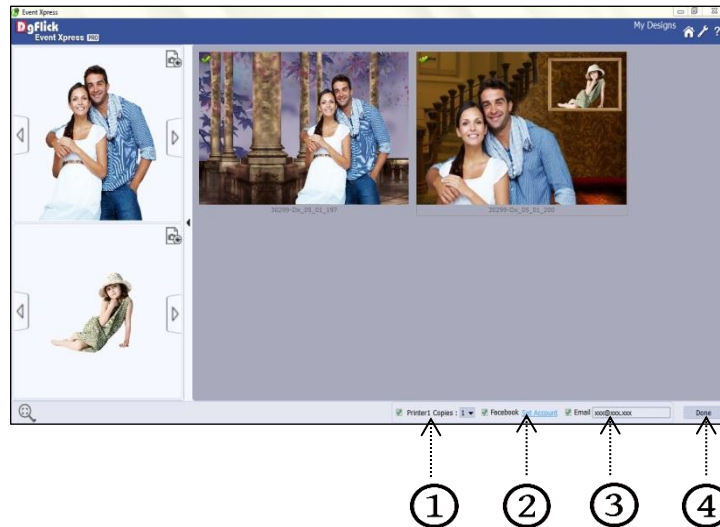 Event Xpress
DgFlick
Event Xpress PRO
My Designs
?
Printer1 Copies : 1
Facebook Set Account
Email xxx@xxx.xxx
Done
1
2
3
4